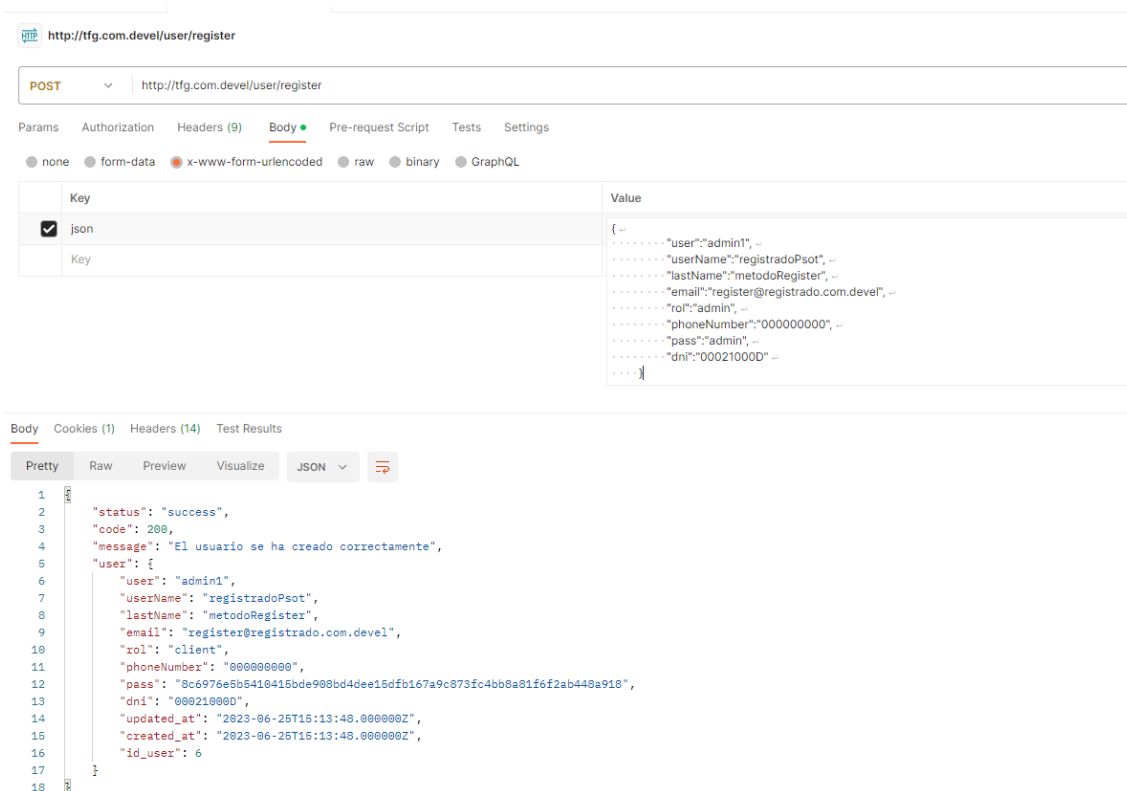 HTTP http://tfg.com.devel/user/register
POST http://tfg.com.devel/user/register
Params Authorization Headers (9) Body Pre-request Script Tests Settings
none form-data x-www-form-urlencoded raw binary GraphQL
Key Value
json {
"user":"admin1",
"userName":"registradoPsot",
"lastName":"metodoRegister",
"email":"register@registrado.com.devel",
"rol":"admin",
"phoneNumber":"000000000",
"pass":"admin",
"dni":"00021000D"
}
Key
Body Cookies (1) Headers (14) Test Results
Pretty Raw Preview Visualize JSON
1 {
2 "status": "success",
3 "code": 200,
4 "message": "El usuario se ha creado correctamente",
5 "user": {
6 "user": "admin1",
7 "userName": "registradoPsot",
8 "lastName": "metodoRegister",
9 "email": "register@registrado.com.devel",
10 "rol": "client",
11 "phoneNumber": "000000000",
12 "pass": "8c6976e5b5410415bde908bd4dee15dfb167a9c873fc4bb8a81f6f2ab448a918",
13 "dni": "00021000D",
14 "updated_at": "2023-06-25T15:13:48.000000Z",
15 "created_at": "2023-06-25T15:13:48.000000Z",
16 "id_user": 6
17 }
18 }